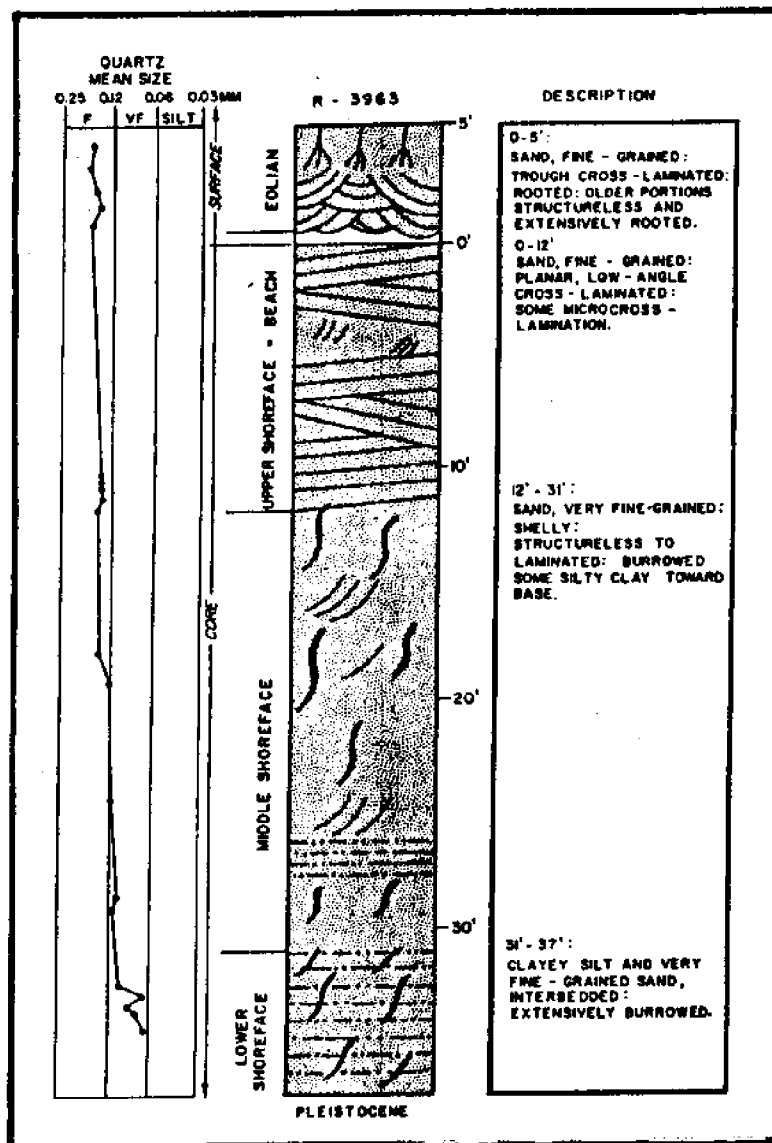 QUARTZ
MEAN SIZE
0.25 0.12 0.06 0.03MM
F VF SILT
R - 3963
DESCRIPTION
SURFACE
CORE
EOLIAN
UPPER SHOREFACE - BEACH
MIDDLE SHOREFACE
LOWER
SHOREFACE
5'
0'
10'
20'
30'
PLEISTOCENE
0-5':
SAND, FINE - GRAINED:
TROUGH CROSS - LAMINATED:
ROOTED: OLDER PORTIONS
STRUCTURELESS AND
EXTENSIVELY ROOTED.
0-12'
SAND, FINE - GRAINED:
PLANAR, LOW-ANGLE
CROSS - LAMINATED:
SOME MICROCROSS -
LAMINATION.
12' - 31':
SAND, VERY FINE-GRAINED:
SHELLY:
STRUCTURELESS TO
LAMINATED: BURROWED
SOME SILTY CLAY TOWARD
BASE.
31' - 37':
CLAYEY SILT AND VERY
FINE - GRAINED SAND,
INTERBEDDED:
EXTENSIVELY BURROWED.